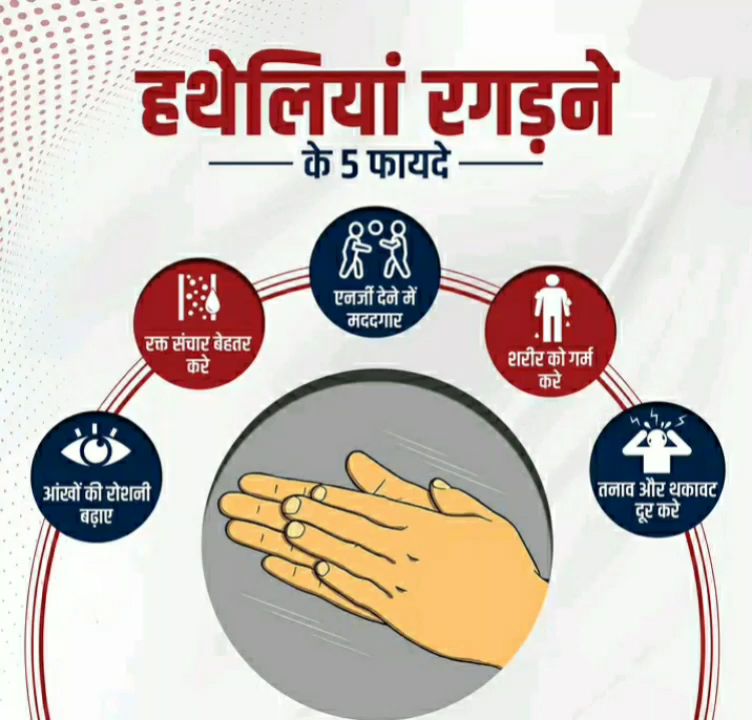 हथेलियां रगड़ने
के 5 फायदे
एनर्जी देने में
मददगार
रक्त संचार बेहतर
करे
शरीर को गर्म
करे
आंखों की रोशनी
बढ़ाए
तनाव और थकावट
दूर करे